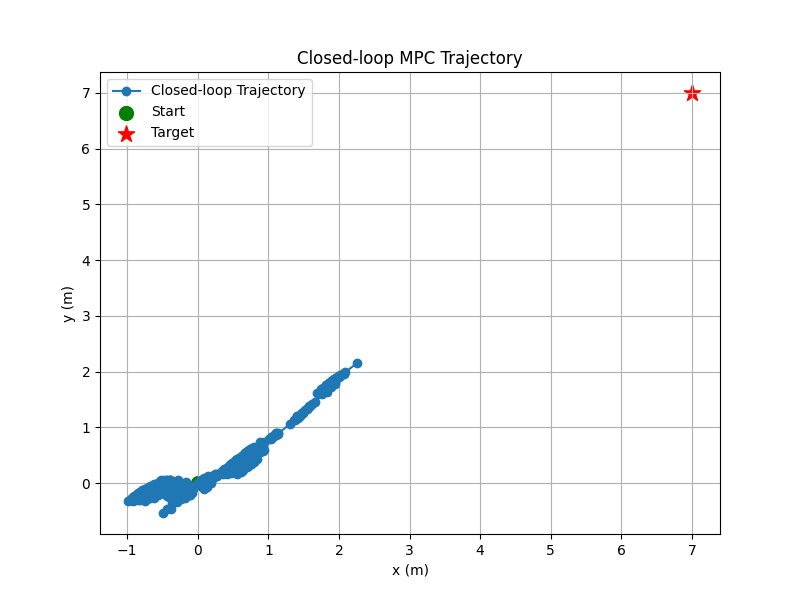 Closed-loop MPC Trajectory
Closed-loop Trajectory
Start
Target
7
6
5
4
3
2
1
0
y (m)
−1 0 1 2 3 4 5 6 7
x (m)